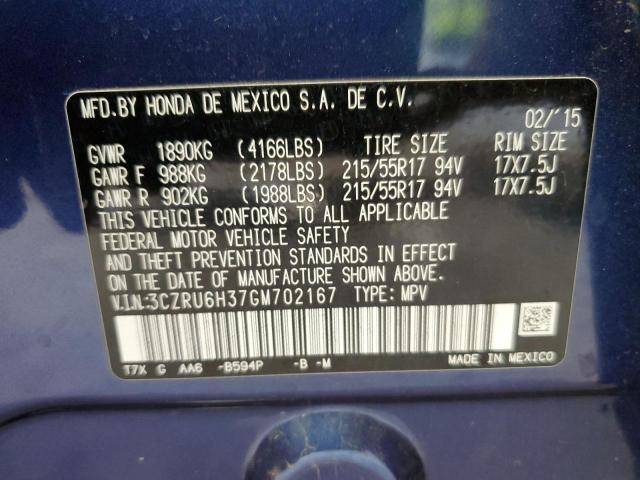 MFD.BY HONDA DE MEXICO S.A. DE C.V.
02/'15
GVWR 1890KG (4166LBS) TIRE SIZE RIM SIZE
GAWR F 988KG (2178LBS) 215/55R17 94V 17X7.5J
GAWR R 902KG (1988LBS) 215/55R17 94V 17X7.5J
THIS VEHICLE CONFORMS TO ALL APPLICABLE
FEDERAL MOTOR VEHICLE SAFETY
AND THEFT PREVENTION STANDARDS IN EFFECT
ON THE DATE OF MANUFACTURE SHOWN ABOVE.
V.I.N:3CZRU6H37GM702167 TYPE: MPV
T7X G AA6 -B594P -B -M
MADE IN MEXICO